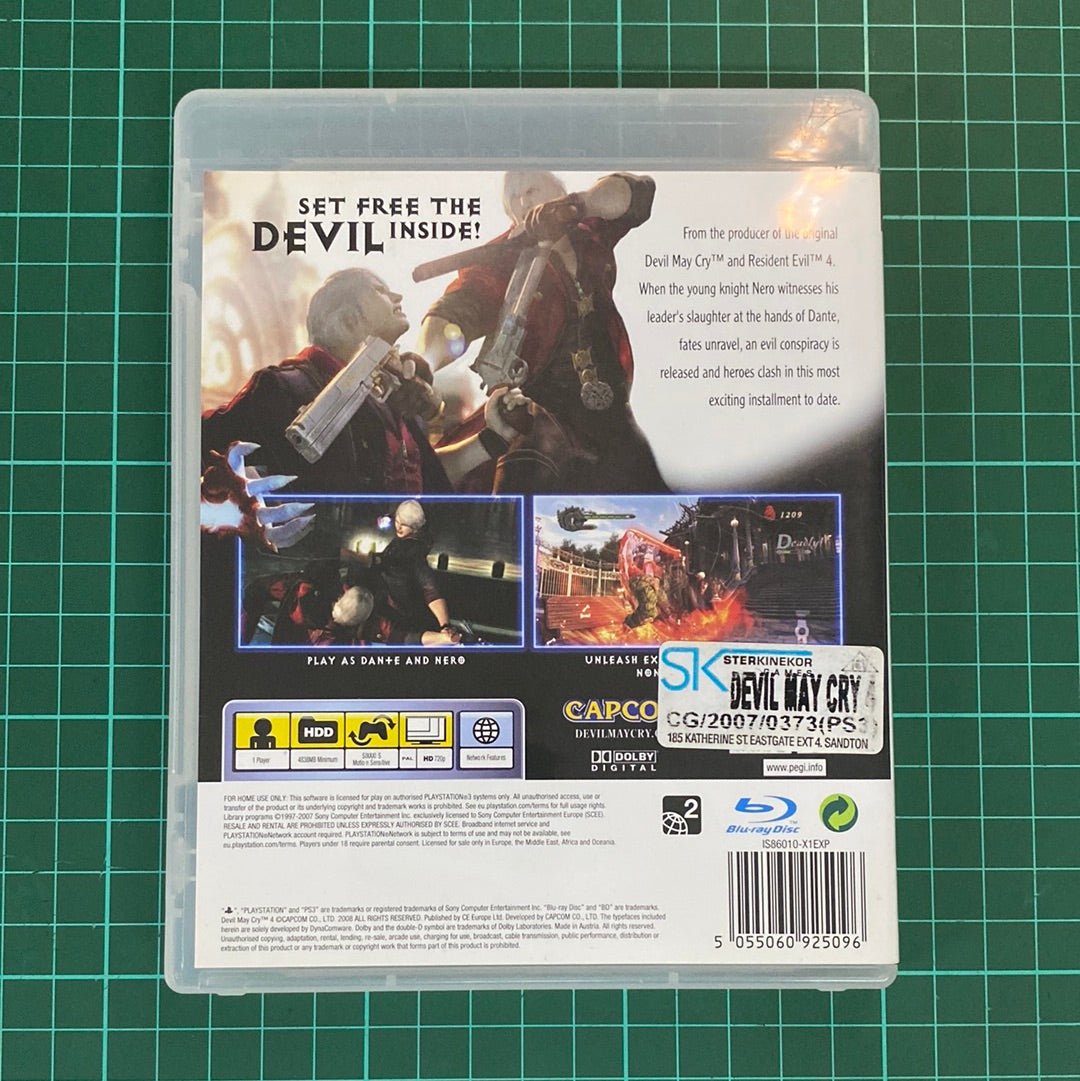 SET FREE THE
DEVIL INSIDE!
From the producer of the original
Devil May Cry™ and Resident Evil™ 4.
When the young knight Nero witnesses his
leader's slaughter at the hands of Dante,
fates unravel, an evil conspiracy is
released and heroes clash in this most
exciting installment to date.
1209
Deadly
PLAY AS DANTE AND NERO
UNLEASH
SK STERKINEKOR
GAMES
DEVIL MAY CRY 4
CG/2007/0373(PS3)
185 KATHERINE ST. EASTGATE EXT 4. SANDTON
CAPCO
DEVILMAYCRY.
DOLBY
DIGITAL
www.pegi.info
HDD
HD 720p
1 Player
4838MB Minimum
Motion Sensitive
PAL
Network Features
FOR HOME USE ONLY: This software is licensed for play on authorised PLAYSTATION®3 systems only. All unauthorised access, use or
transfer of the product or its underlying copyright and trademark works is prohibited. See eu.playstation.com/terms for full usage rights.
Library programs ©1997-2007 Sony Computer Entertainment Inc. exclusively licensed to Sony Computer Entertainment Europe (SCEE).
RESALE AND RENTAL ARE PROHIBITED UNLESS EXPRESSLY AUTHORISED BY SCEE. Broadband internet service and
PLAYSTATION®Network account required. PLAYSTATION®Network is subject to terms of use and may not be available, see
eu.playstation.com/terms. Players under 18 require parental consent. Licensed for sale only in Europe, the Middle East, Africa and Oceania.
2
Blu-ray Disc™
IS86010-X1EXP
", "PLAYSTATION" and "PS3" are trademarks or registered trademarks of Sony Computer Entertainment Inc. "Blu-ray Disc" and "BD" are trademarks.
Devil May Cry™ 4 ©CAPCOM CO., LTD. 2008 ALL RIGHTS RESERVED. Published by CE Europe Ltd. Developed by CAPCOM CO., LTD. The typefaces included
herein are solely developed by DynaComware. Dolby and the double-D symbol are trademarks of Dolby Laboratories. Made in Austria. All rights reserved.
Unauthorised copying, adaptation, rental, lending, re-sale, arcade use, charging for use, broadcast, cable transmission, public performance, distribution or
extraction of this product or any trademark or copyright work that forms part of this product is prohibited.
5 055060 925096